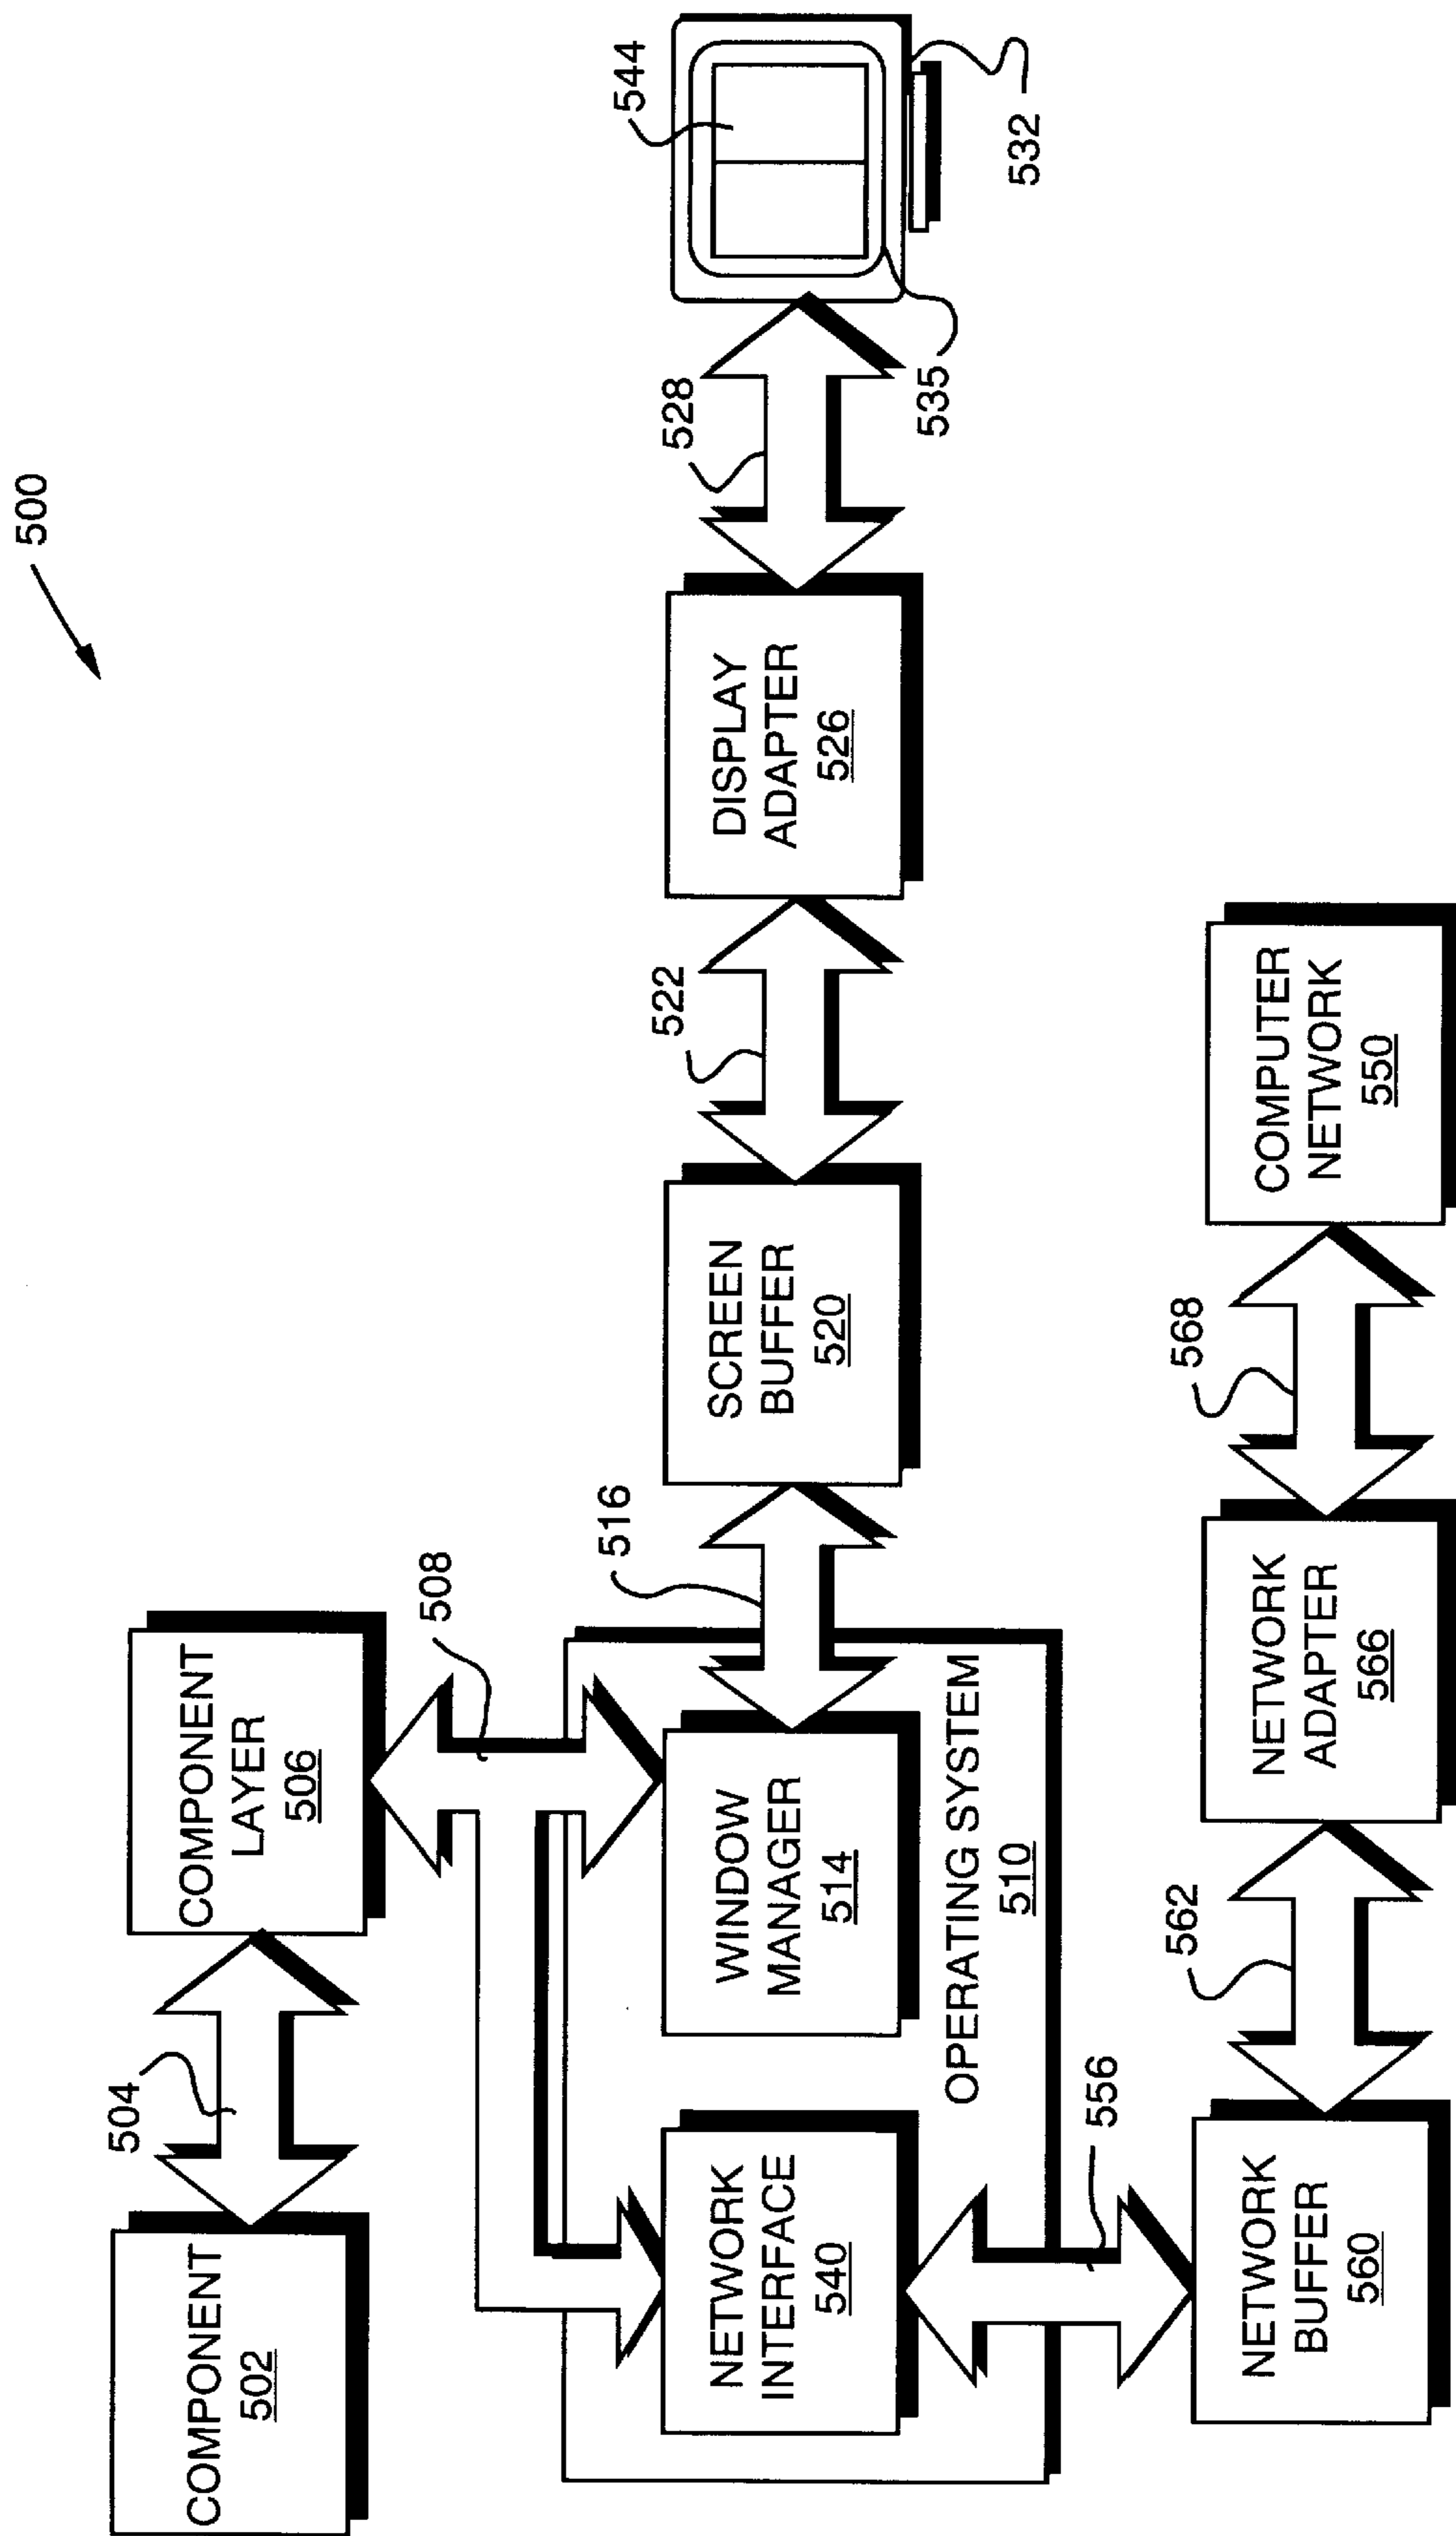 500
COMPONENT
502
504
COMPONENT
LAYER
506
508
NETWORK
INTERFACE
540
WINDOW
MANAGER
514
OPERATING SYSTEM
510
516
SCREEN
BUFFER
520
522
DISPLAY
ADAPTER
526
528
535
544
532
556
NETWORK
BUFFER
560
562
NETWORK
ADAPTER
566
568
COMPUTER
NETWORK
550